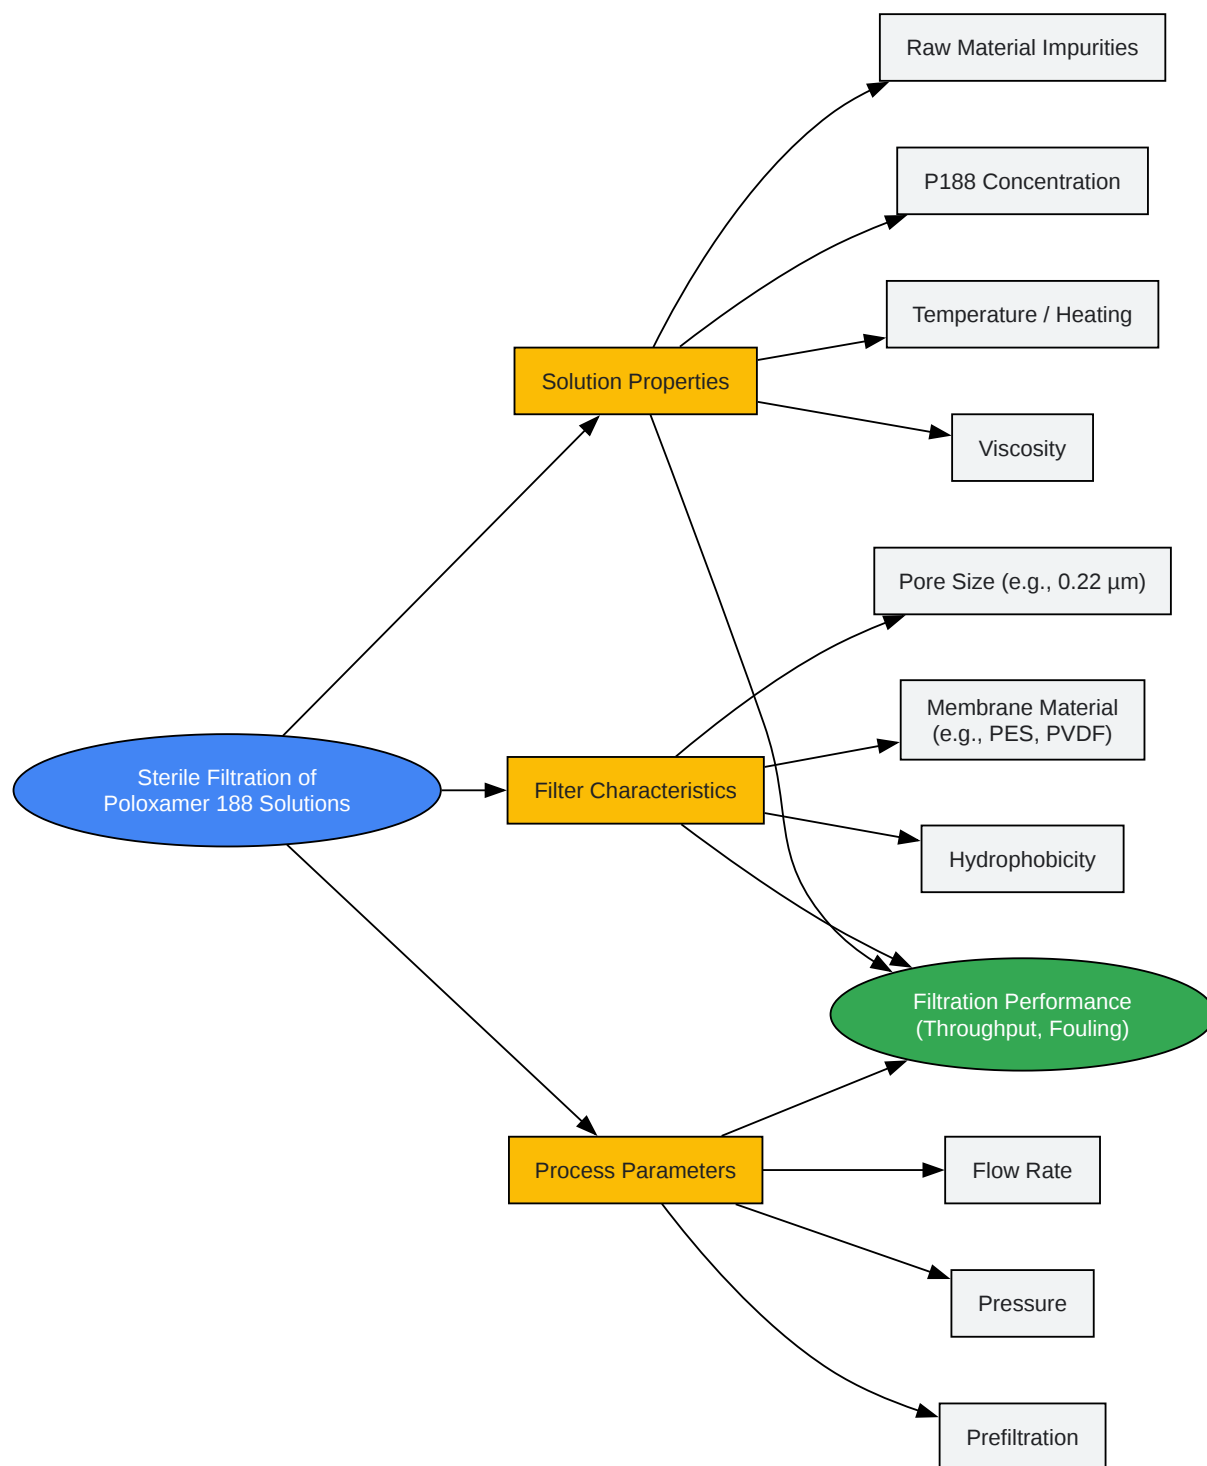 Raw Material Impurities
P188 Concentration
Temperature / Heating
Solution Properties
Viscosity
Pore Size (e.g., 0.22 µm)
Membrane Material
(e.g., PES, PVDF)
Sterile Filtration of
Poloxamer 188 Solutions
Filter Characteristics
Hydrophobicity
Filtration Performance
(Throughput, Fouling)
Process Parameters
Flow Rate
Pressure
Prefiltration